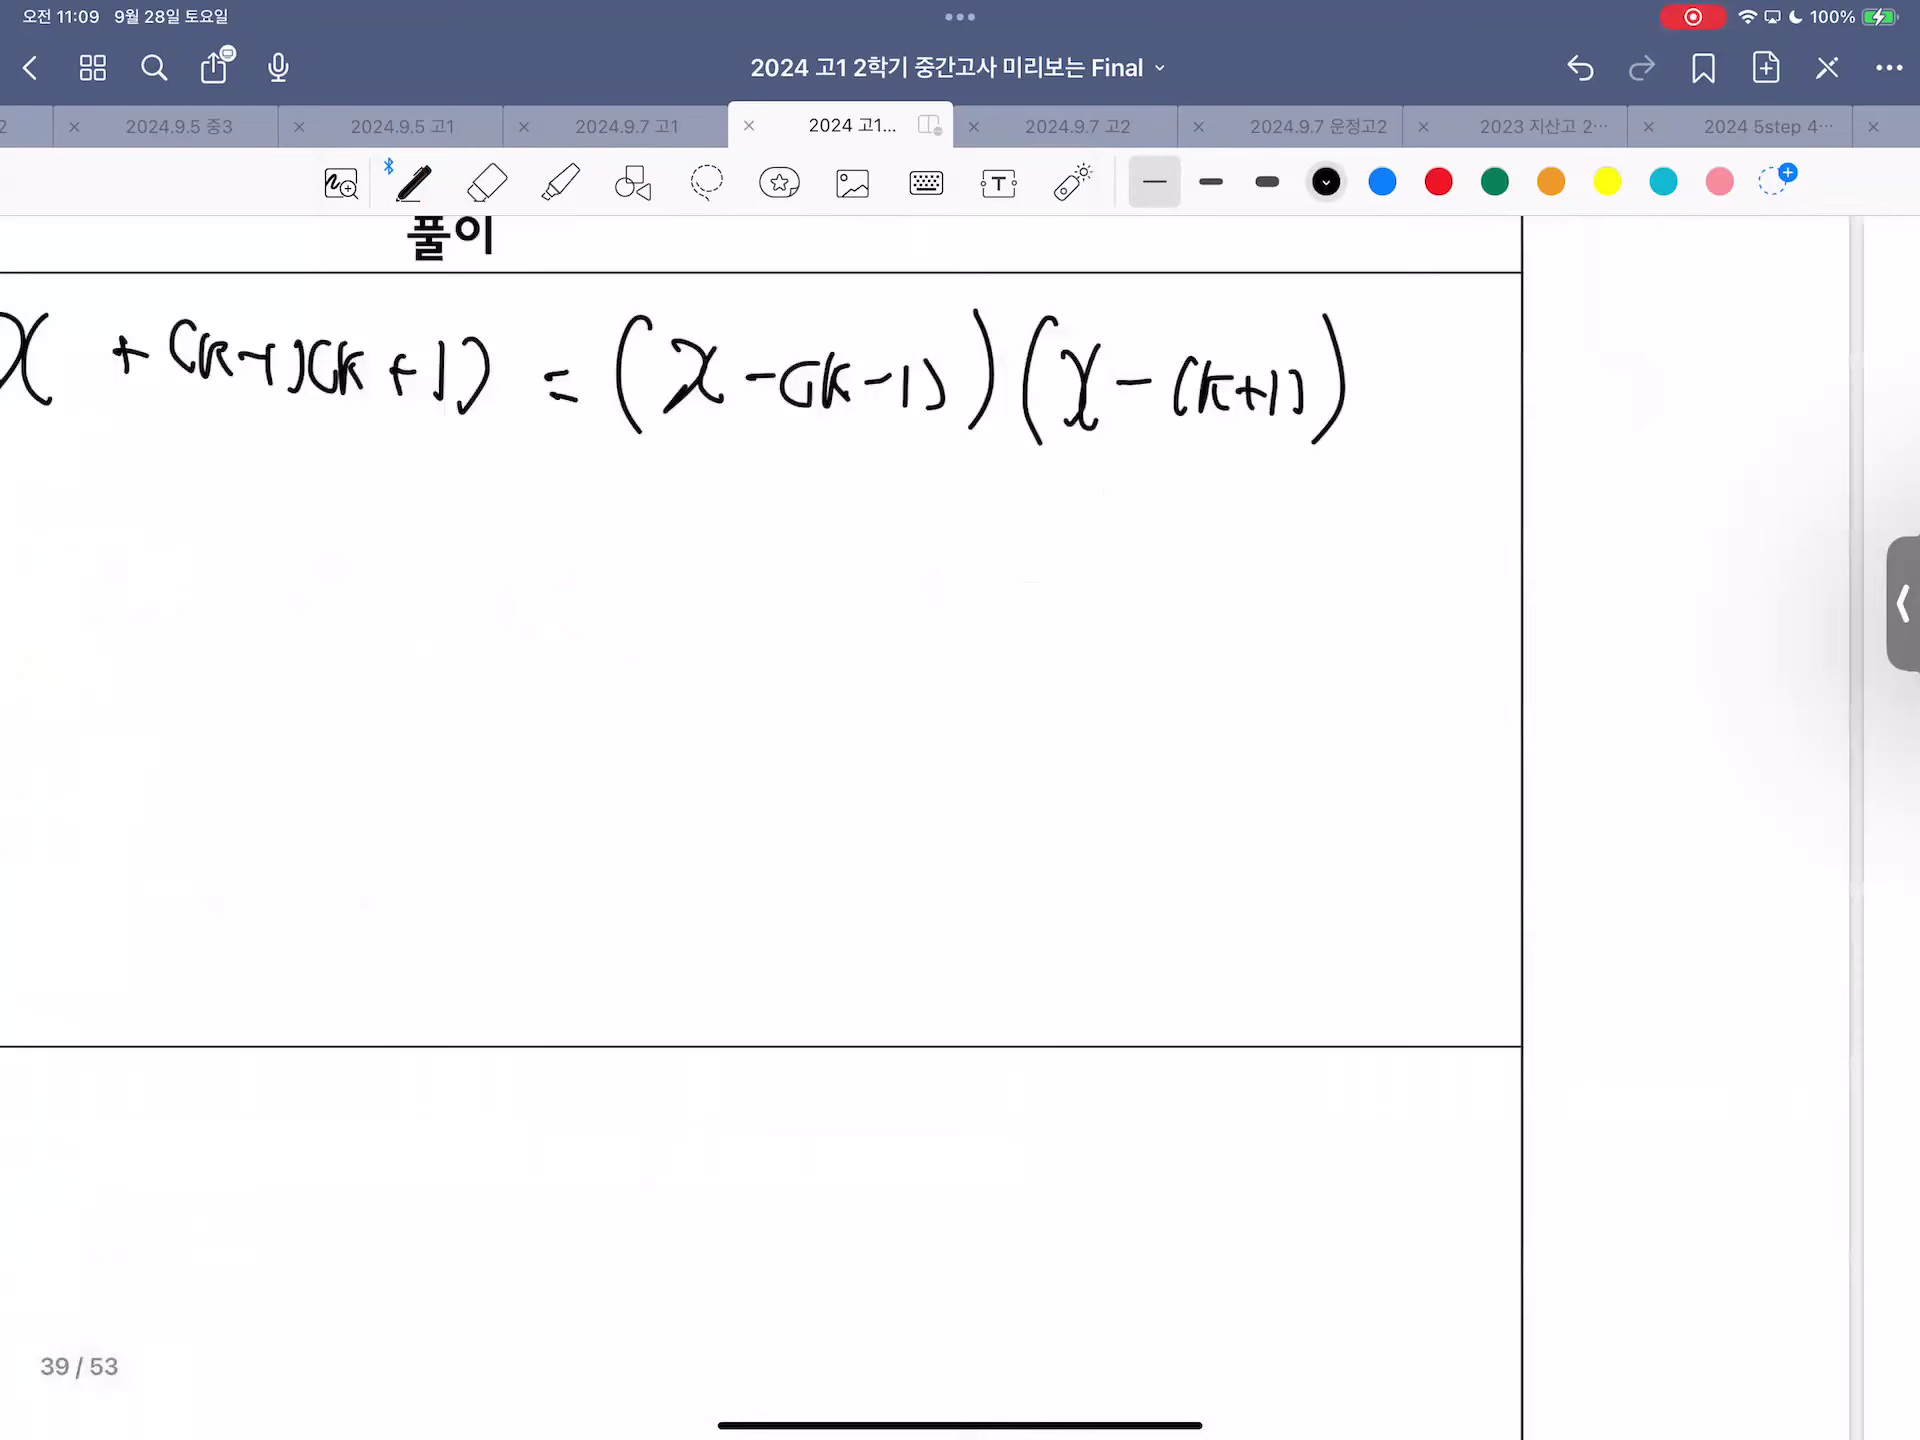 오전 11:09 9월 28일 토요일 100%
2024 고1 2학기 중간고사 미리보는 Final
2 2024.9.5 중3 2024.9.5 고1 2024.9.7 고1 2024 고1... 2024.9.7 고2 2024.9.7 운정고2 2023 지산고 2··· 2024 5step 4···
풀이
x + (k-1)(k+1) = (x-(k-1))(x-(k+1))
39 / 53